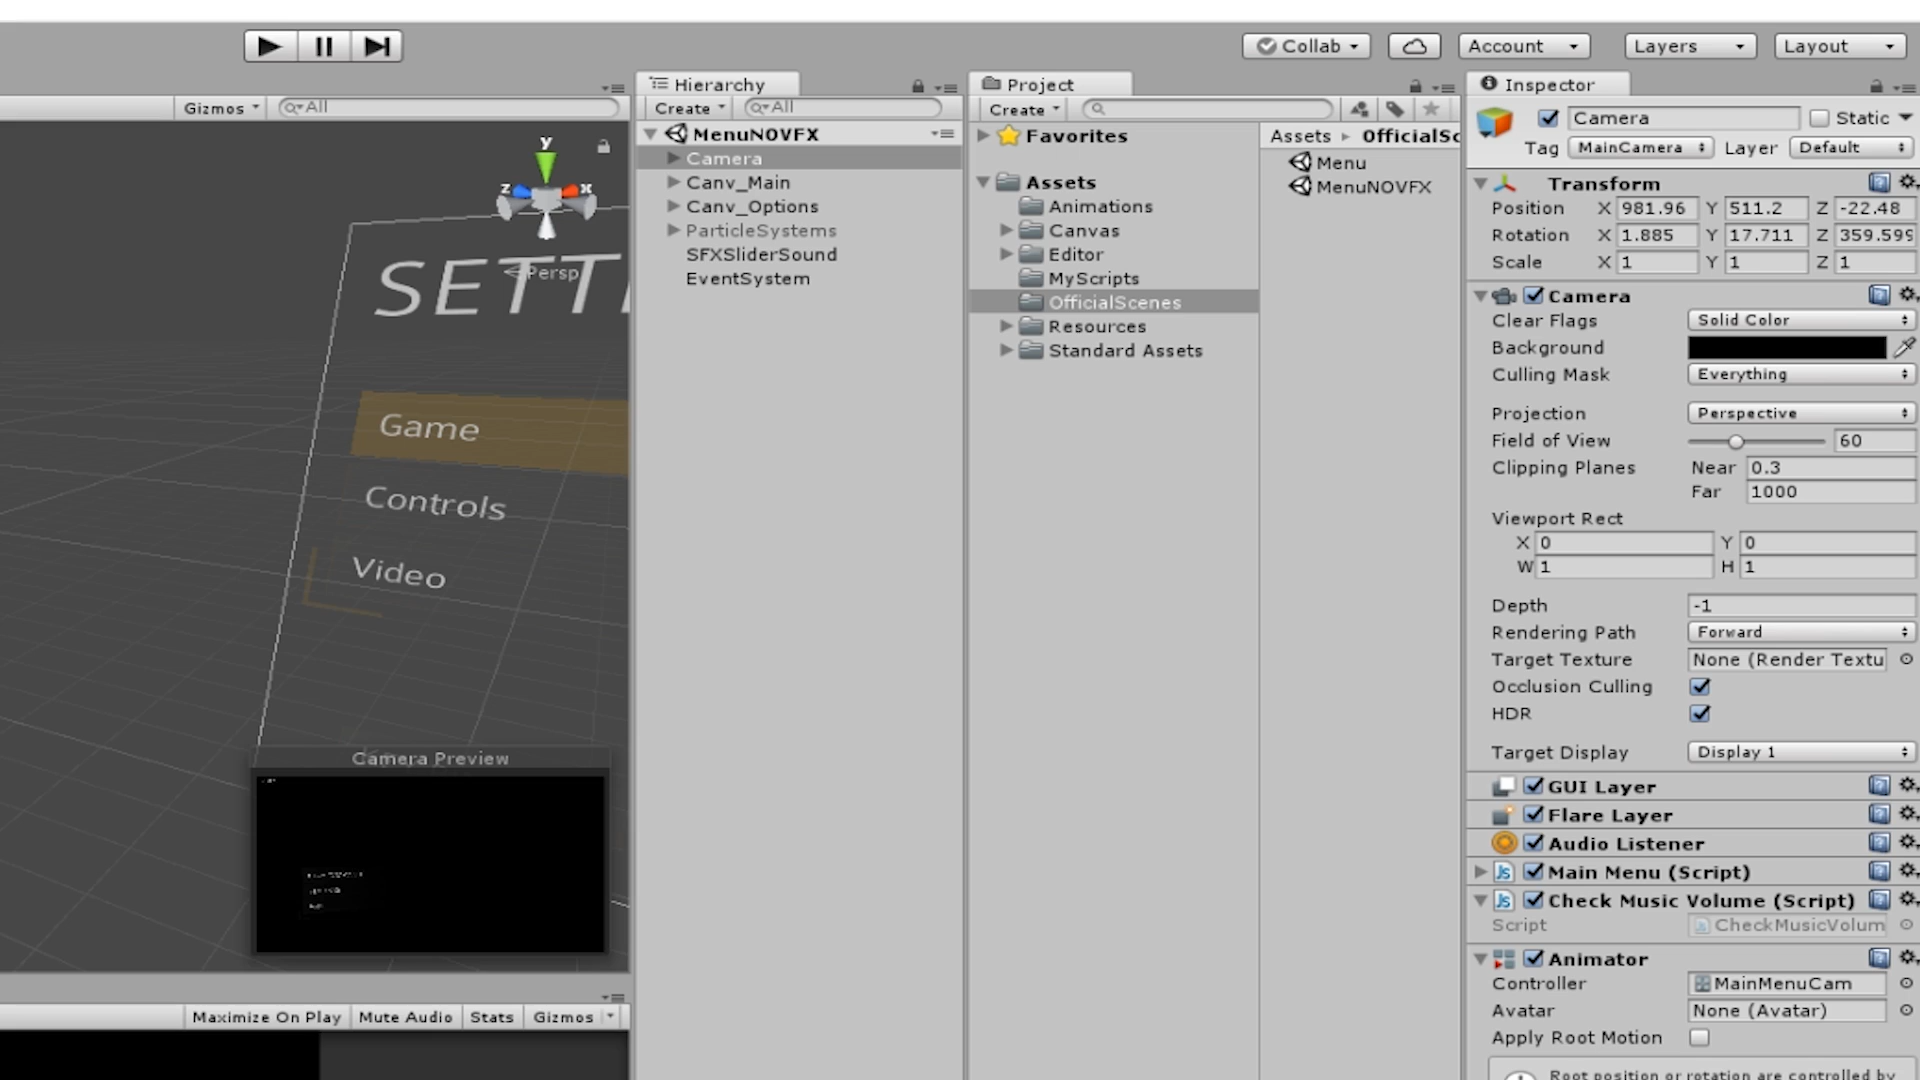 Collab
Account
Layers
Layout
Gizmos
All
Hierarchy
Create
All
MenuNOVFX
Camera
Canv_Main
Canv_Options
ParticleSystems
SFXSliderSound
EventSystem
Project
Create
Favorites
Assets
Animations
Canvas
Editor
MyScripts
OfficialScenes
Resources
Standard Assets
Assets OfficialSc
Menu
MenuNOVFX
Inspector
Camera
Static
Tag MainCamera Layer Default
Transform
Position X 981.96 Y 511.2 Z -22.48
Rotation X 1.885 Y 17.711 Z 359.599
Scale X 1 Y 1 Z 1
Camera
Clear Flags Solid Color
Background
Culling Mask Everything
Projection Perspective
Field of View 60
Clipping Planes Near 0.3
Far 1000
Viewport Rect
X 0 Y 0
W 1 H 1
Depth -1
Rendering Path Forward
Target Texture None (Render Textu
Occlusion Culling
HDR
Target Display Display 1
GUI Layer
Flare Layer
Audio Listener
Main Menu (Script)
Check Music Volume (Script)
Script CheckMusicVolum
Animator
Controller MainMenuCam
Avatar None (Avatar)
Apply Root Motion
Root position or rotation are controlled by
y
z x
Persp
SETTI
Game
Controls
Video
Camera Preview
Maximize On Play Mute Audio Stats Gizmos